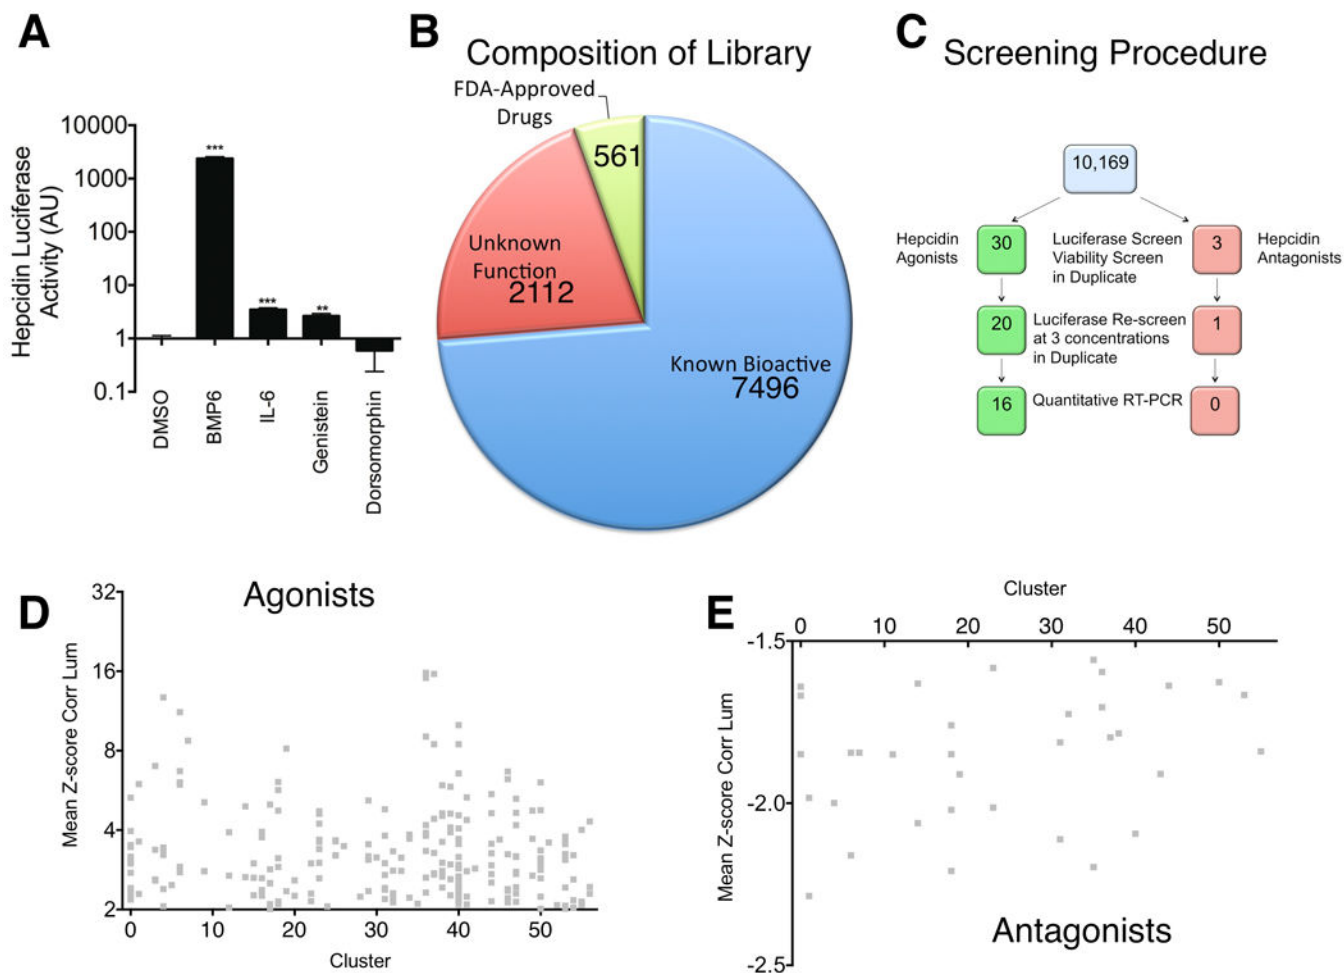 A
Hepcidin Luciferase
Activity (AU)
10000
1000
100
10
1
0.1
***
***
**
DMSO
BMP6
IL-6
Genistein
Dorsomorphin
B
Composition of Library
FDA-Approved
Drugs
561
Unknown
Function
2112
Known Bioactive
7496
C
Screening Procedure
10,169
Hepcidin
Agonists
30
Luciferase Screen
Viability Screen
in Duplicate
3
Hepcidin
Antagonists
20
Luciferase Re-screen
at 3 concentrations
in Duplicate
1
16
Quantitative RT-PCR
0
D
Agonists
Mean Z-score Corr Lum
32
16
8
4
2
0 10 20 30 40 50
Cluster
E
Cluster
0 10 20 30 40 50
Mean Z-score Corr Lum
-1.5
-2.0
-2.5
Antagonists